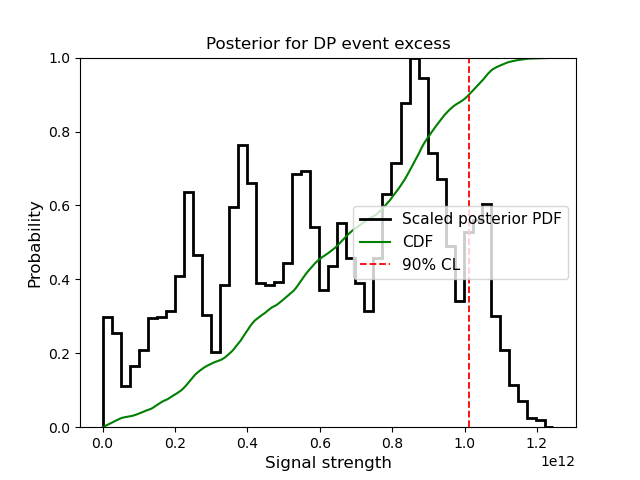 Posterior for DP event excess
1.0
0.8
0.6
0.4
0.2
0.0
Probability
Scaled posterior PDF
CDF
90% CL
0.0 0.2 0.4 0.6 0.8 1.0 1.2
1e12
Signal strength